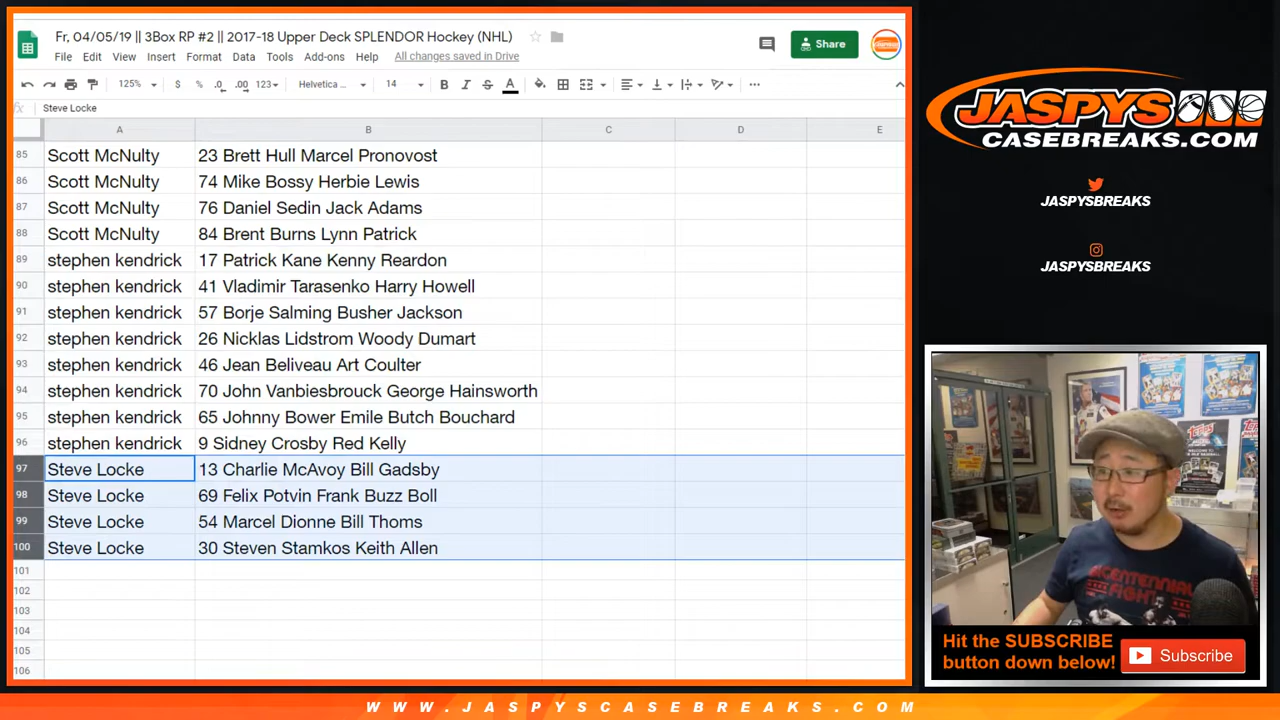 Fr, 04/05/19 || 3Box RP #2 || 2017-18 Upper Deck SPLENDOR Hockey (NHL)
File Edit View Insert Format Data Tools Add-ons Help All changes saved in Drive
Share
125% $ % .0 .00 123 Helvetica ... 14 B I S A
fx Steve Locke
A B C D E
85 Scott McNulty 23 Brett Hull Marcel Pronovost
86 Scott McNulty 74 Mike Bossy Herbie Lewis
87 Scott McNulty 76 Daniel Sedin Jack Adams
88 Scott McNulty 84 Brent Burns Lynn Patrick
89 stephen kendrick 17 Patrick Kane Kenny Reardon
90 stephen kendrick 41 Vladimir Tarasenko Harry Howell
91 stephen kendrick 57 Borje Salming Busher Jackson
92 stephen kendrick 26 Nicklas Lidstrom Woody Dumart
93 stephen kendrick 46 Jean Beliveau Art Coulter
94 stephen kendrick 70 John Vanbiesbrouck George Hainsworth
95 stephen kendrick 65 Johnny Bower Emile Butch Bouchard
96 stephen kendrick 9 Sidney Crosby Red Kelly
97 Steve Locke 13 Charlie McAvoy Bill Gadsby
98 Steve Locke 69 Felix Potvin Frank Buzz Boll
99 Steve Locke 54 Marcel Dionne Bill Thoms
100 Steve Locke 30 Steven Stamkos Keith Allen
101
102
103
104
105
106
JASPYS
CASEBREAKS.COM
JASPYSBREAKS
JASPYSBREAKS
TOPPS
BICENTENNIAL
FIGHT
Hit the SUBSCRIBE
button down below!
Subscribe
WWW.JASPYSCASEBREAKS.COM